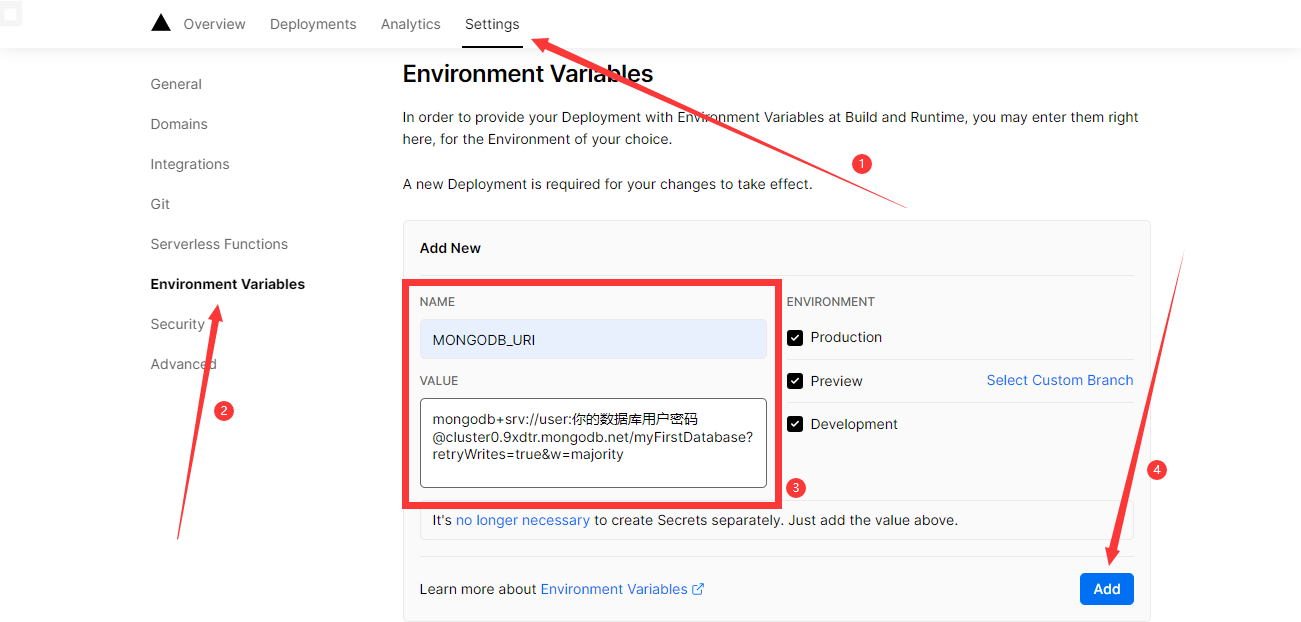 Overview Deployments Analytics Settings
General
Domains
Integrations
Git
Serverless Functions
Environment Variables
Security
Advanced
Environment Variables
In order to provide your Deployment with Environment Variables at Build and Runtime, you may enter them right
here, for the Environment of your choice.
A new Deployment is required for your changes to take effect.
Add New
NAME
MONGODB_URI
VALUE
mongodb+srv://user:你的数据库用户密码
@cluster0.9xdtr.mongodb.net/myFirstDatabase?
retryWrites=true&w=majority
ENVIRONMENT
Production
Preview Select Custom Branch
Development
It's no longer necessary to create Secrets separately. Just add the value above.
Learn more about Environment Variables
Add
1
2
3
4